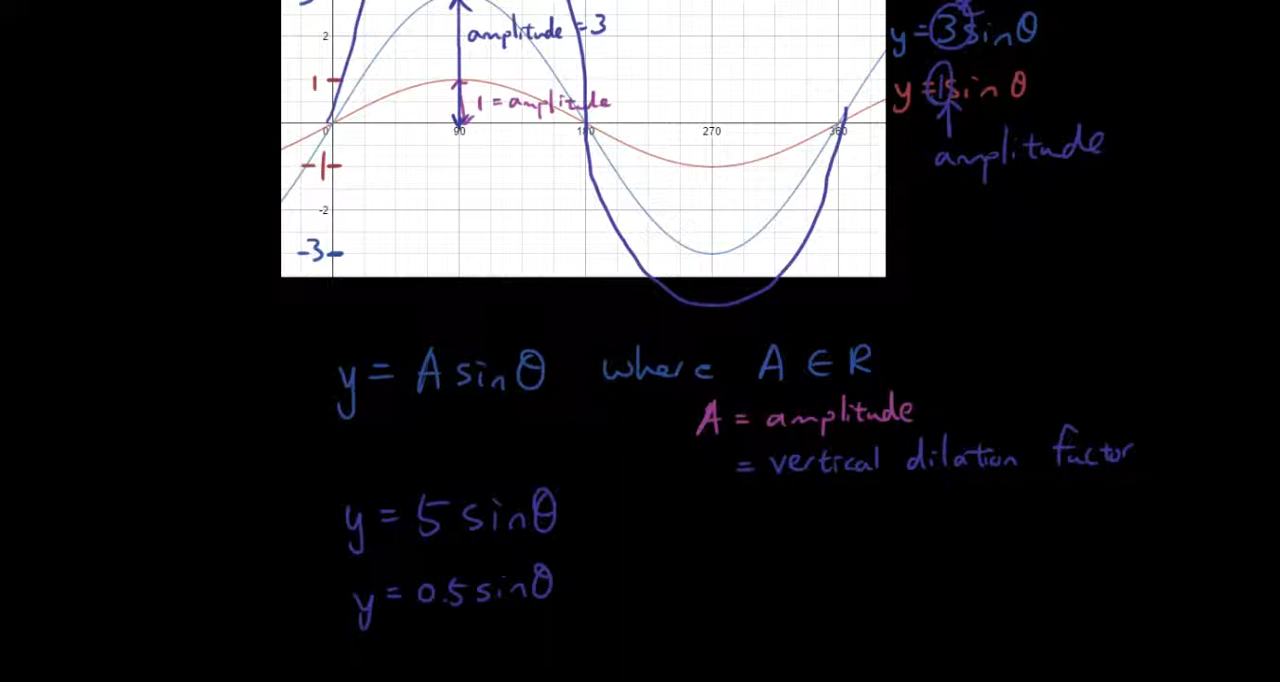 amplitude = 3
y = 3 sin θ
2
1
1 = amplitude
y = 1 sin θ
0 90 180 270 360
amplitude
-1
-2
-3
y = A sin θ where A ∈ R
A = amplitude
= vertical dilation factor
y = 5 sin θ
y = 0.5 sin θ